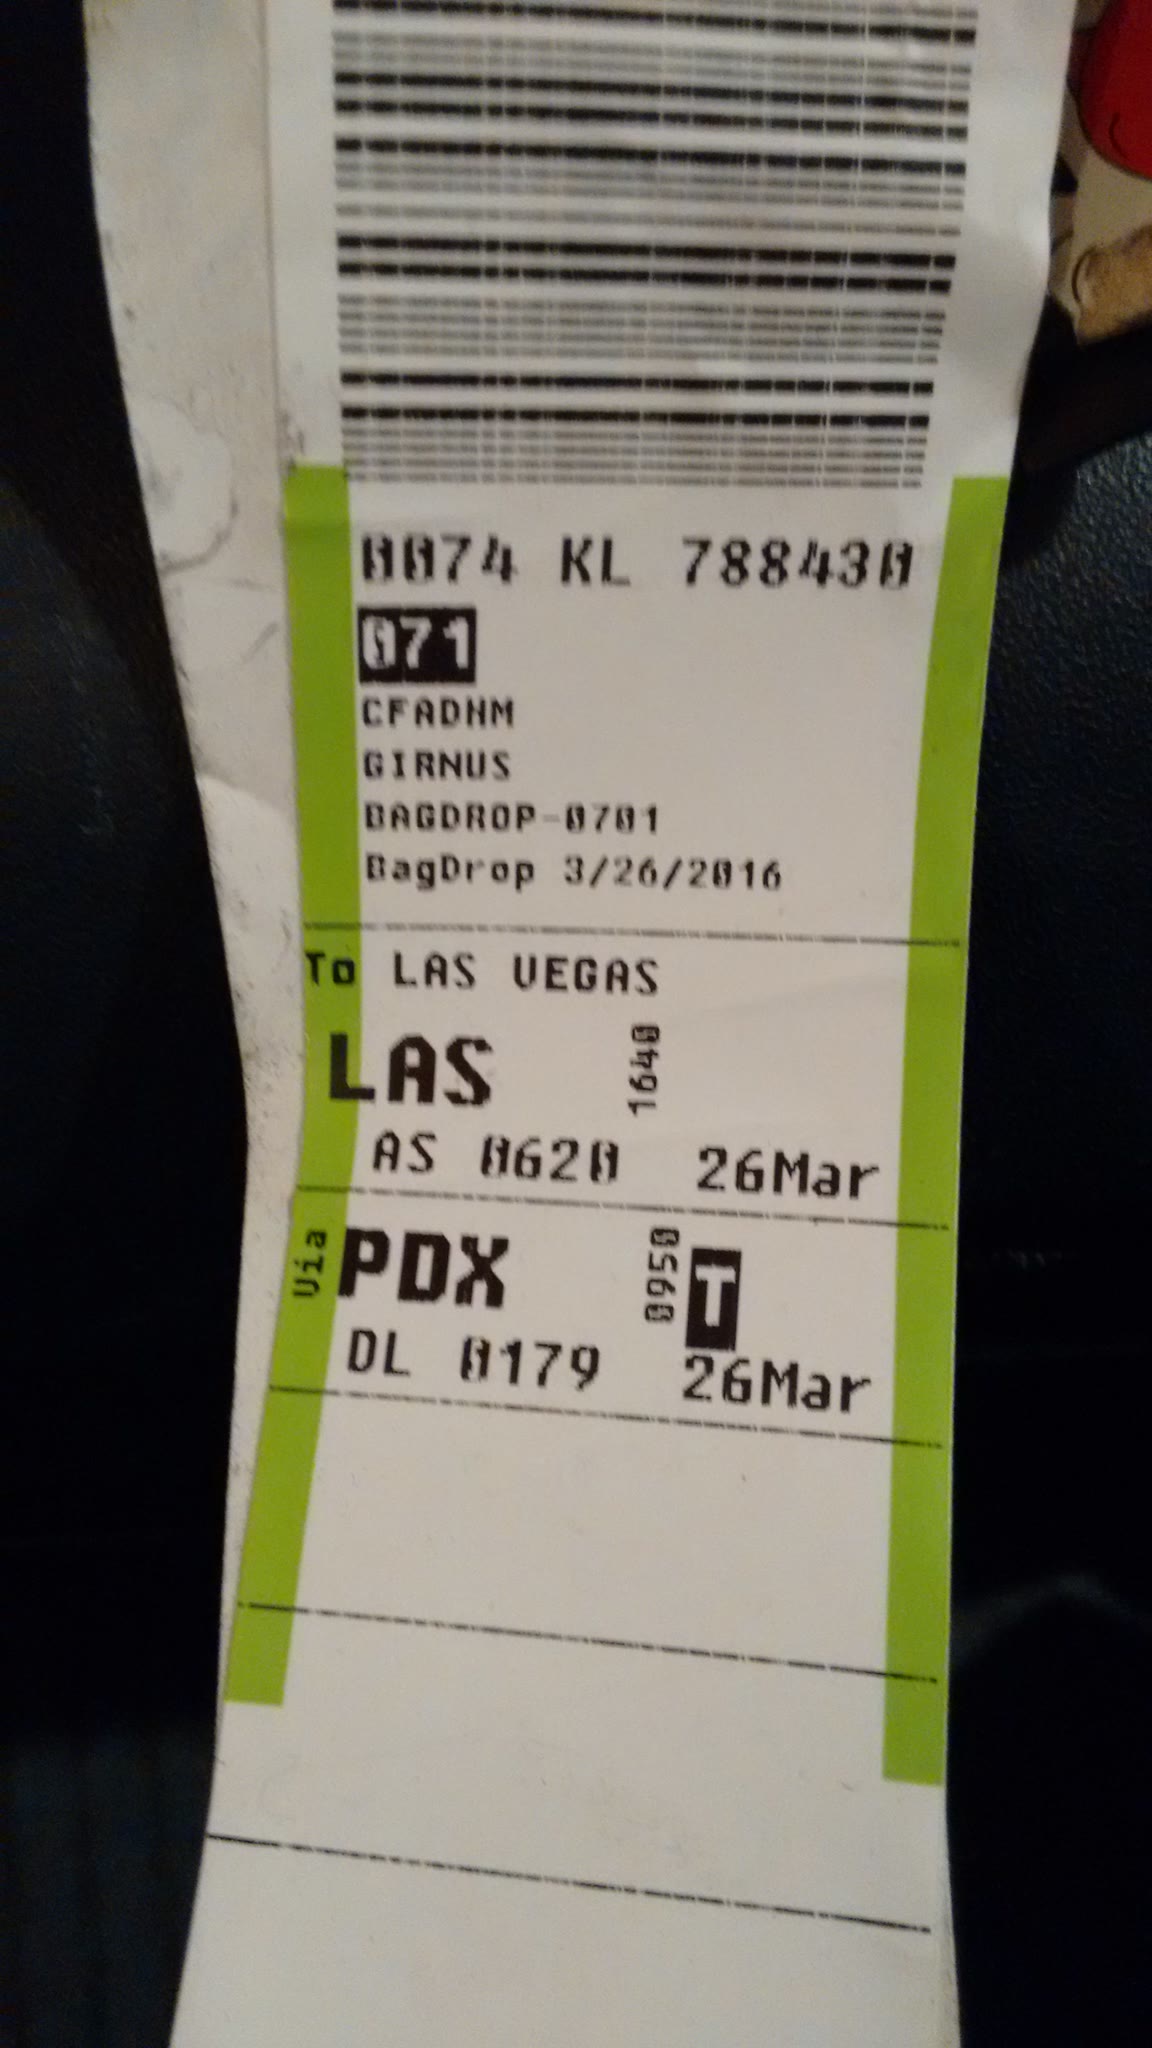 0074 KL 788430
071
CFADHM
GIRNUS
BAGDROP-0701
BagDrop 3/26/2016
To LAS VEGAS
LAS 1640
AS 0620 26Mar
Via PDX 0950 T
DL 0179 26Mar